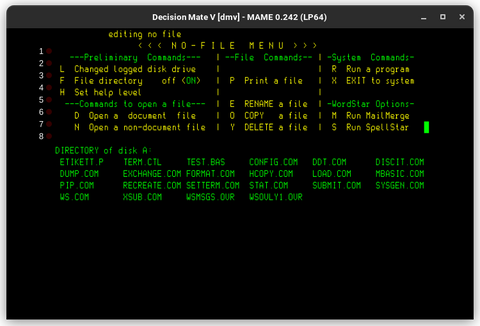 Decision Mate V [dmv] - MAME 0.242 (LP64)
editing no file
< < <   N O - F I L E   M E N U   > > >
1 ---Preliminary Commands--- | --File Commands-- | -System Commands-
2 L Changed logged disk drive | | R Run a program
3 F File directory off (ON) | P Print a file | X EXIT to system
4 H Set help level | |
5 ---Commands to open a file--- | E RENAME a file | -WordStar Options-
6 D Open a document file | O COPY a file | M Run MailMerge
7 N Open a non-document file | Y DELETE a file | S Run SpellStar
8
DIRECTORY of disk A:
ET1KETT.P TERM.CTL TEST.BAS CONFIG.COM DDT.COM DISCIT.COM
DUMP.COM EXCHANGE.COM FORMAT.COM HCOPY.COM LOAD.COM MBASIC.COM
PIP.COM RECREATE.COM SETTERM.COM STAT.COM SUBMIT.COM SYSGEN.COM
WS.COM XSUB.COM WSMSGS.OVR WSOVLY1.OVR